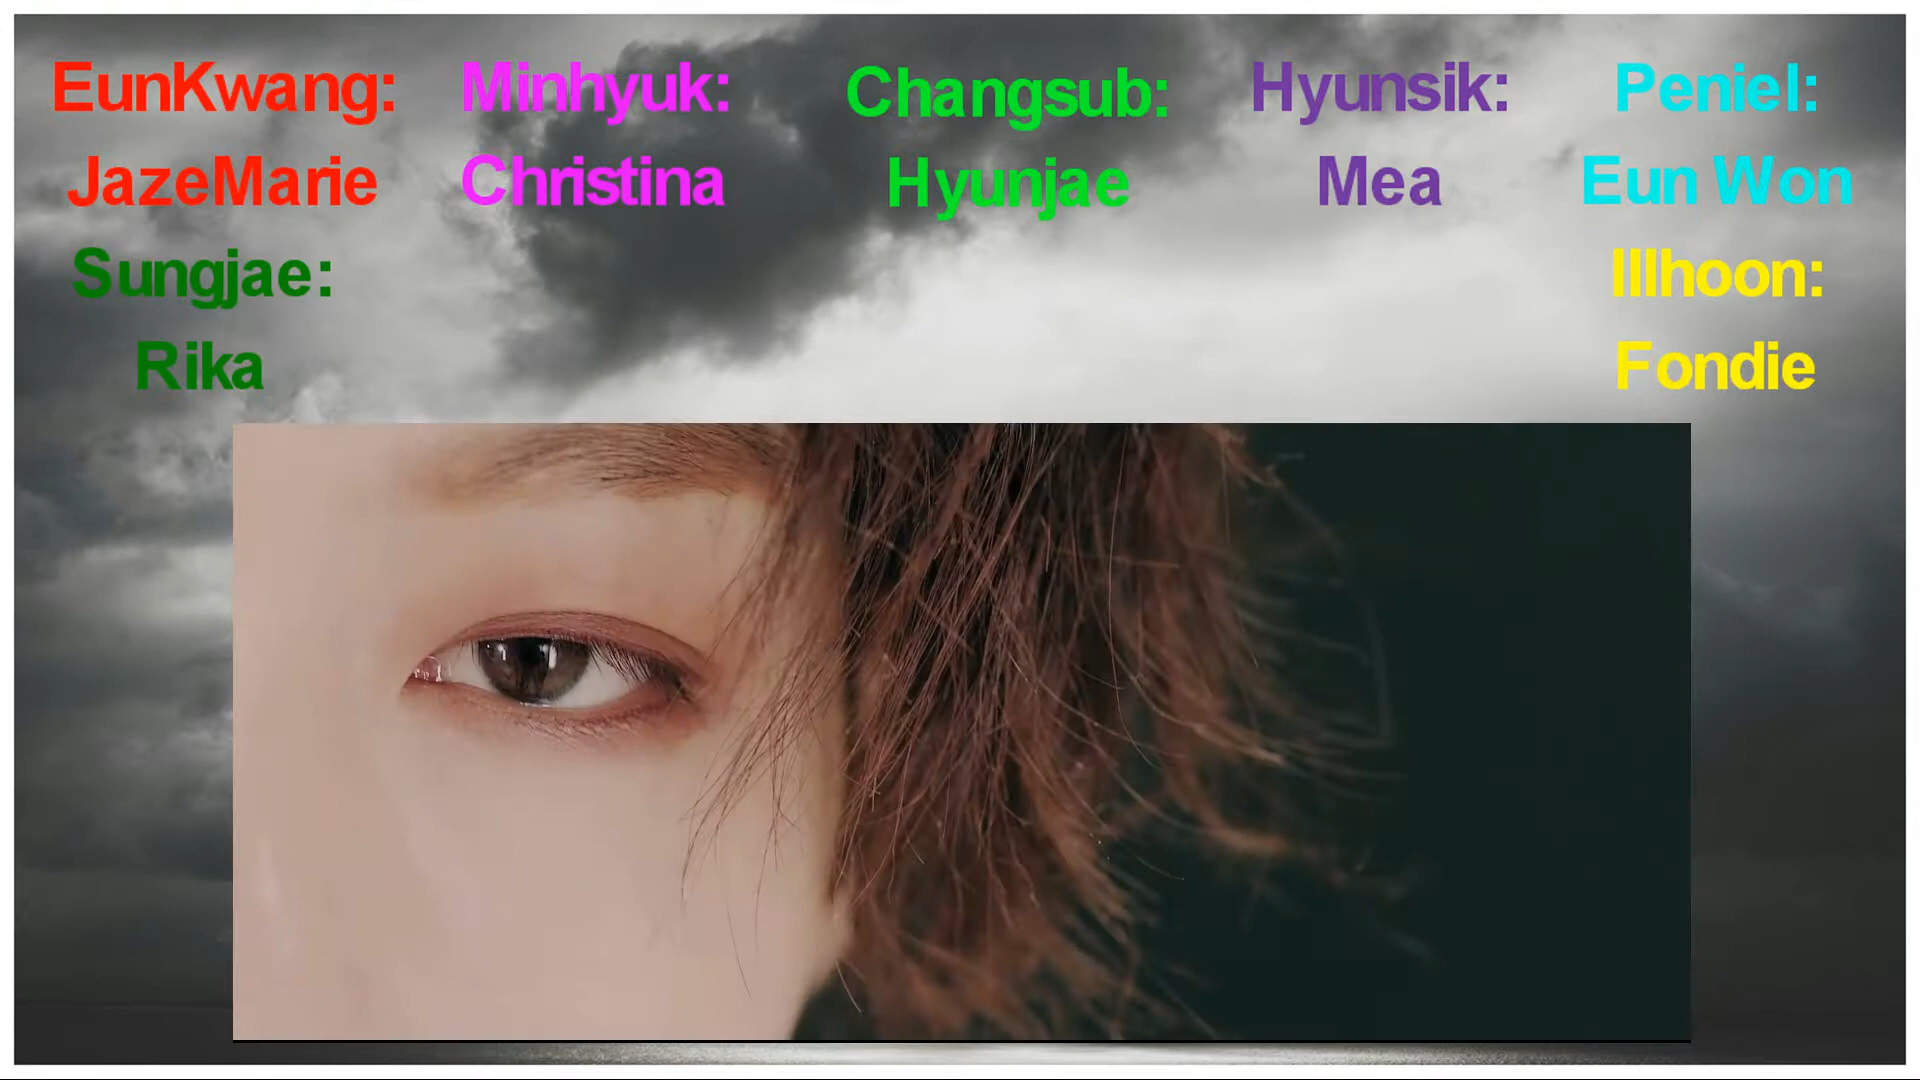 EunKwang:
JazeMarie
Minhyuk:
Christina
Changsub:
Hyunjae
Hyunsik:
Mea
Peniel:
Eun Won
Sungjae:
Rika
Illhoon:
Fondie